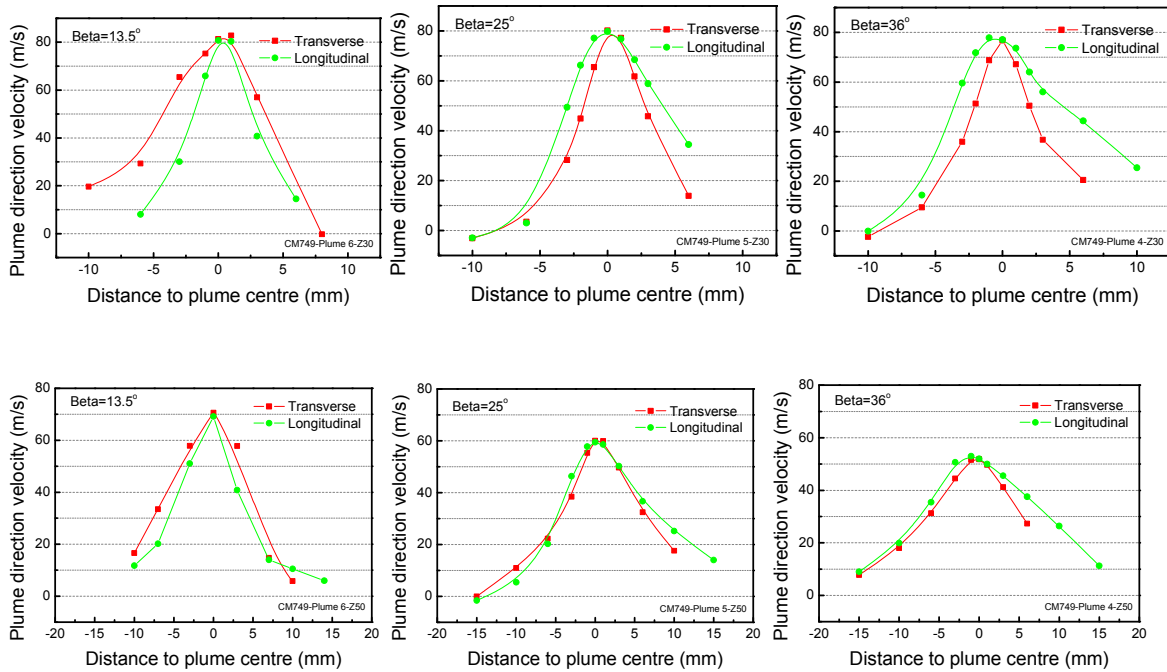 Beta=13.5°
Transverse
Longitudinal
80
60
40
20
0
-10 -5 0 5 10
Plume direction velocity (m/s)
Distance to plume centre (mm)
CM749-Plume 6-Z30
Beta=25°
Transverse
Longitudinal
80
60
40
20
0
-10 -5 0 5 10
Plume direction velocity (m/s)
Distance to plume centre (mm)
CM749-Plume 5-Z30
Beta=36°
Transverse
Longitudinal
80
60
40
20
0
-10 -5 0 5 10
Plume direction velocity (m/s)
Distance to plume centre (mm)
CM749-Plume 4-Z30
Beta=13.5°
Transverse
Longitudinal
80
60
40
20
0
-20 -15 -10 -5 0 5 10 15 20
Plume direction velocity (m/s)
Distance to plume centre (mm)
CM749-Plume 6-Z50
Beta=25°
Transverse
Longitudinal
80
60
40
20
0
-20 -15 -10 -5 0 5 10 15 20
Plume direction velocity (m/s)
Distance to plume centre (mm)
CM749-Plume 5-Z50
Beta=36°
Transverse
Longitudinal
80
60
40
20
0
-20 -15 -10 -5 0 5 10 15 20
Plume direction velocity (m/s)
Distance to plume centre (mm)
CM749-Plume 4-Z50